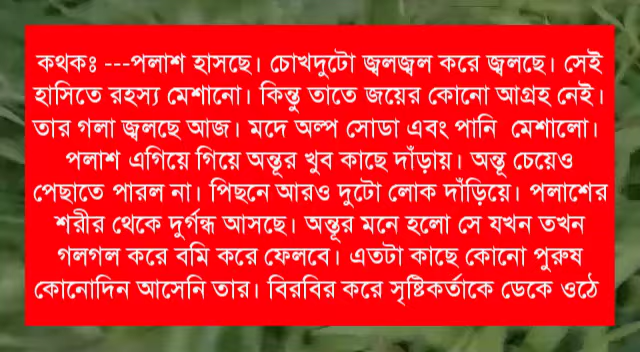 কথকঃ ---পলাশ হাসছে। চোখদুটো জ্বলজ্বল করে জ্বলছে। সেই
হাসিতে রহস্য মেশানো। কিন্তু তাতে জয়ের কোনো আগ্রহ নেই।
তার গলা জ্বলছে আজ। মদে অল্প সোডা এবং পানি মেশালো।
পলাশ এগিয়ে গিয়ে অন্তূর খুব কাছে দাঁড়ায়। অন্তূ চেয়েও
পেছাতে পারল না। পিছনে আরও দুটো লোক দাঁড়িয়ে। পলাশের
শরীর থেকে দুর্গন্ধ আসছে। অন্তূর মনে হলো সে যখন তখন
গলগল করে বমি করে ফেলবে। এতটা কাছে কোনো পুরুষ
কোনোদিন আসেনি তার। বিরবির করে সৃষ্টিকর্তাকে ডেকে ওঠে